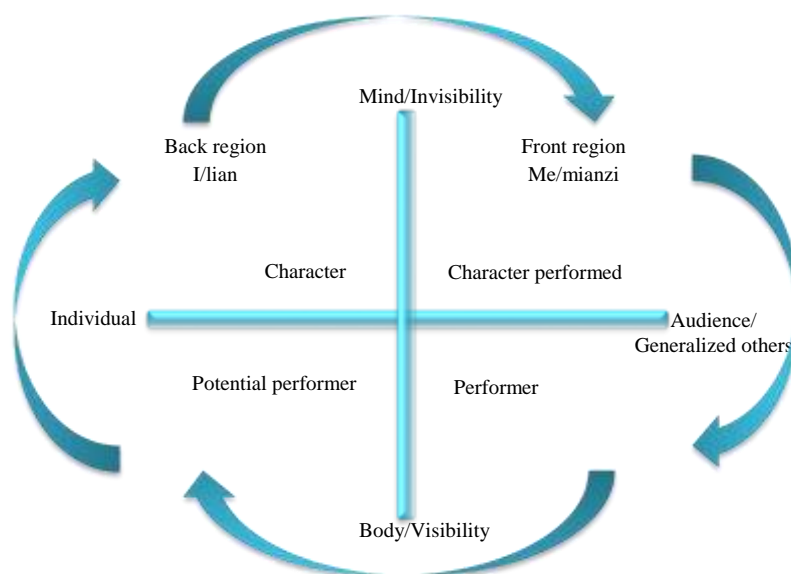 Mind/Invisibility
Back region
I/lian
Front region
Me/mianzi
Character
Character performed
Individual
Audience/
Generalized others
Potential performer
Performer
Body/Visibility